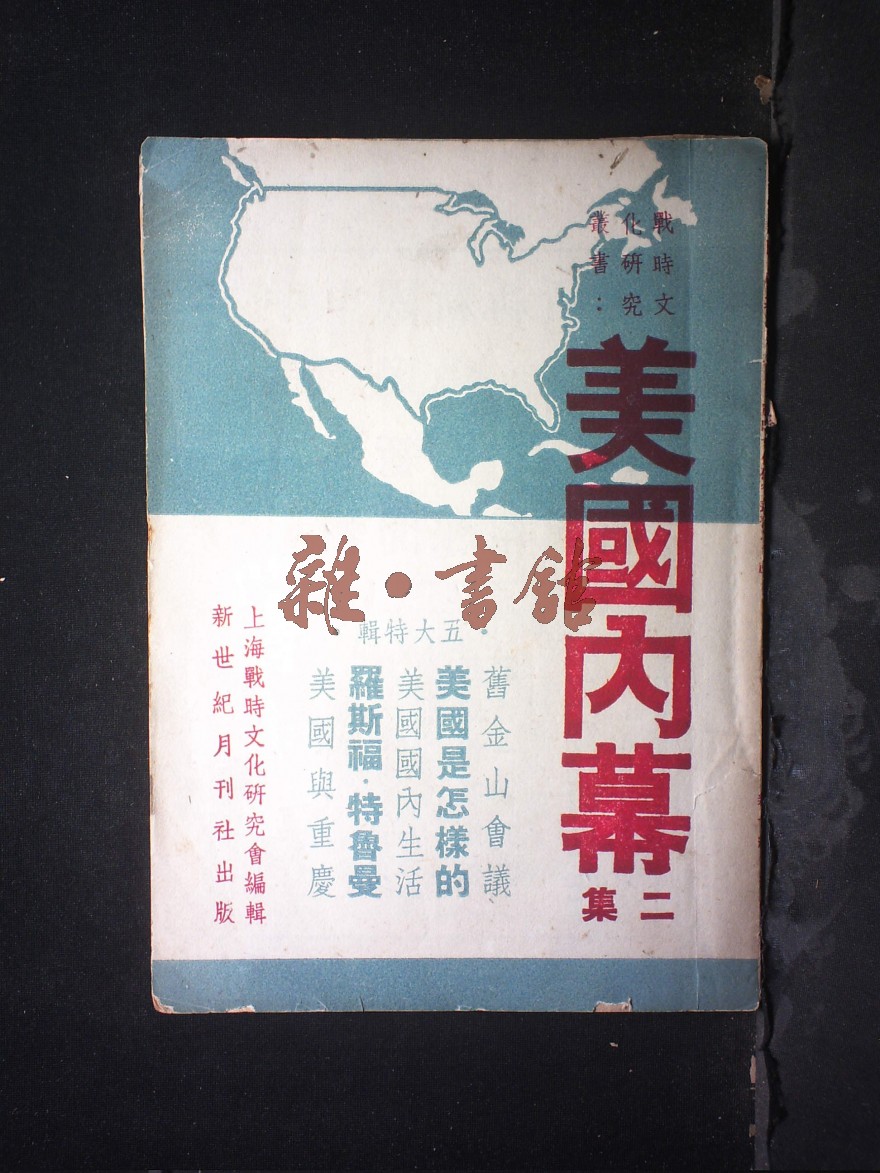 戰時文
化研究
叢書：
美國內幕
二集
·五大特輯·
舊金山會議
美國是怎樣的
美國國內生活
羅斯福·特魯曼
美國與重慶
上海戰時文化研究會編輯
新世紀月刊社出版
雜·書館